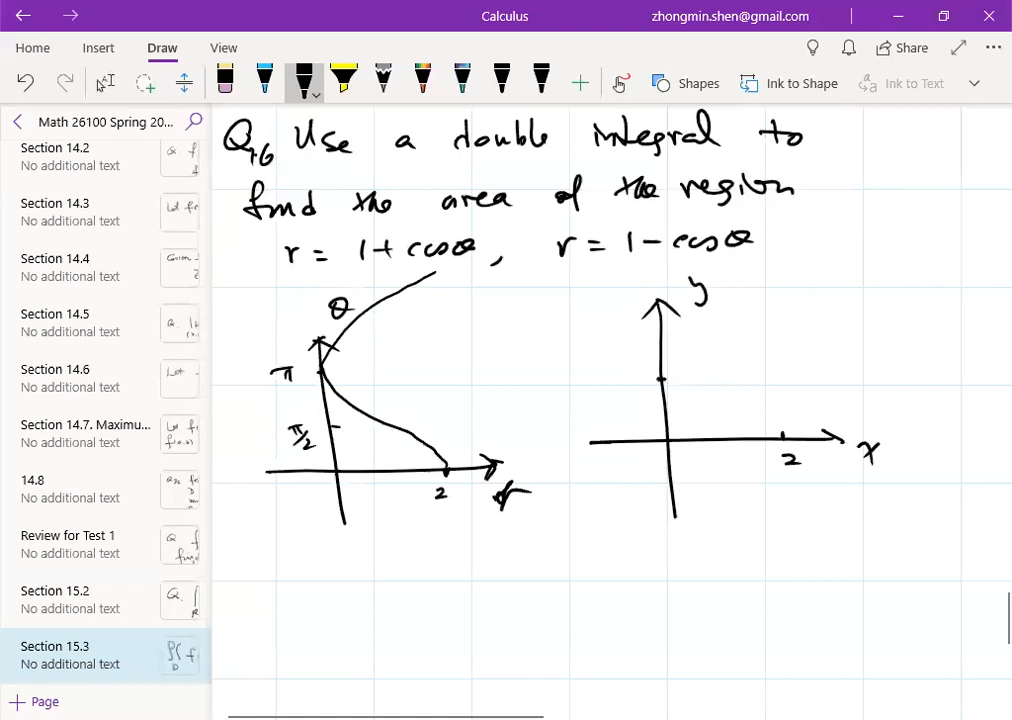 Calculus
zhongmin.shen@gmail.com
Home Insert Draw View
Share
Shapes
Ink to Shape
Ink to Text
Math 26100 Spring 20...
Section 14.2
No additional text
Section 14.3
No additional text
Section 14.4
No additional text
Section 14.5
No additional text
Section 14.6
No additional text
14.7. Maximu...
No additional text
14.8
No additional text
Review for Test 1
No additional text
Section 15.2
No additional text
Section 15.3
No additional text
Page
Q16 Use a double integral to
find the area of the region
r = 1 + cosθ, r = 1 - cosθ
θ
π
π/2
2
r
y
2
x